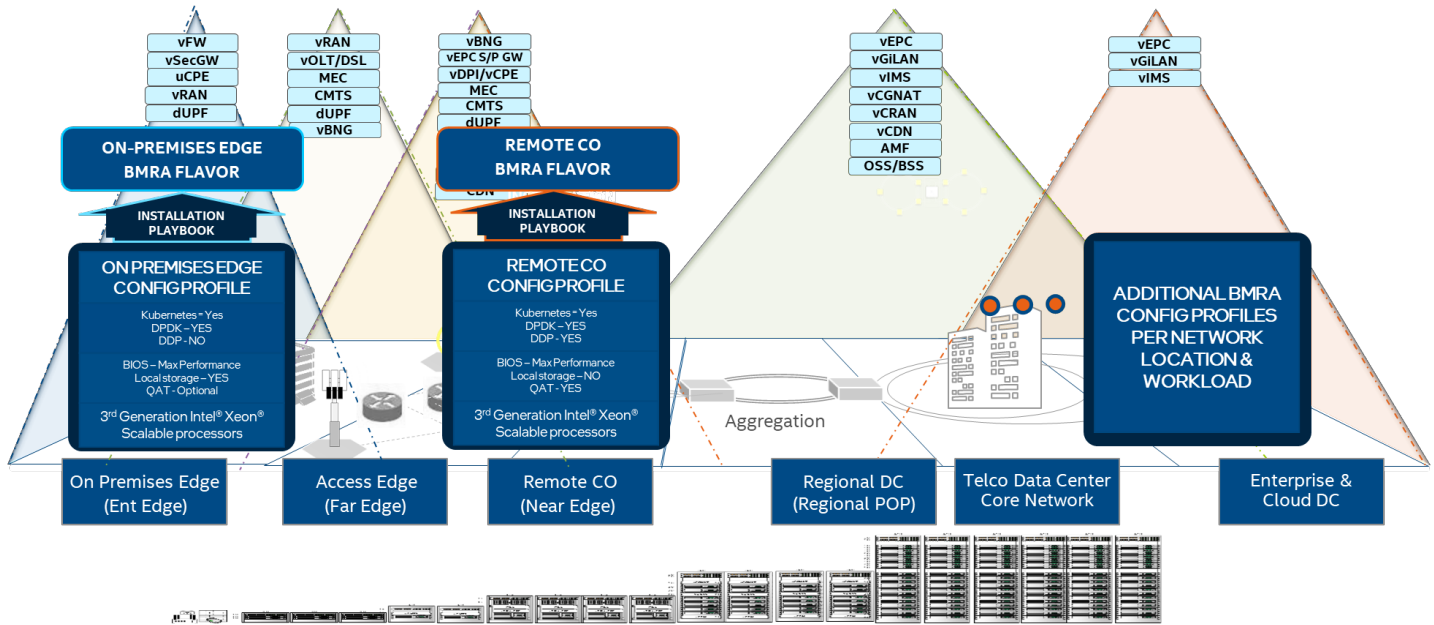 vFW
vSecGW
uCPE
vRAN
dUPF
vRAN
vOLT/DSL
MEC
CMTS
dUPF
vBNG
vBNG
vEPC S/P GW
vDPI/vCPE
MEC
CMTS
dUPF
CDN
vEPC
vGiLAN
vIMS
vCGNAT
vCRAN
vCDN
AMF
OSS/BSS
vEPC
vGiLAN
vIMS
ON-PREMISES EDGE
BMRA FLAVOR
INSTALLATION
PLAYBOOK
ON PREMISES EDGE
CONFIG PROFILE
Kubernetes - Yes
DPDK – YES
DDP - NO
BIOS – Max Performance
Local storage – YES
QAT - Optional
3rd Generation Intel® Xeon®
Scalable processors
REMOTE CO
BMRA FLAVOR
INSTALLATION
PLAYBOOK
REMOTE CO
CONFIG PROFILE
Kubernetes - Yes
DPDK – YES
DDP - YES
BIOS – Max Performance
Local storage – NO
QAT - YES
3rd Generation Intel® Xeon®
Scalable processors
Aggregation
ADDITIONAL BMRA
CONFIG PROFILES
PER NETWORK
LOCATION &
WORKLOAD
On Premises Edge
(Ent Edge)
Access Edge
(Far Edge)
Remote CO
(Near Edge)
Regional DC
(Regional POP)
Telco Data Center
Core Network
Enterprise &
Cloud DC